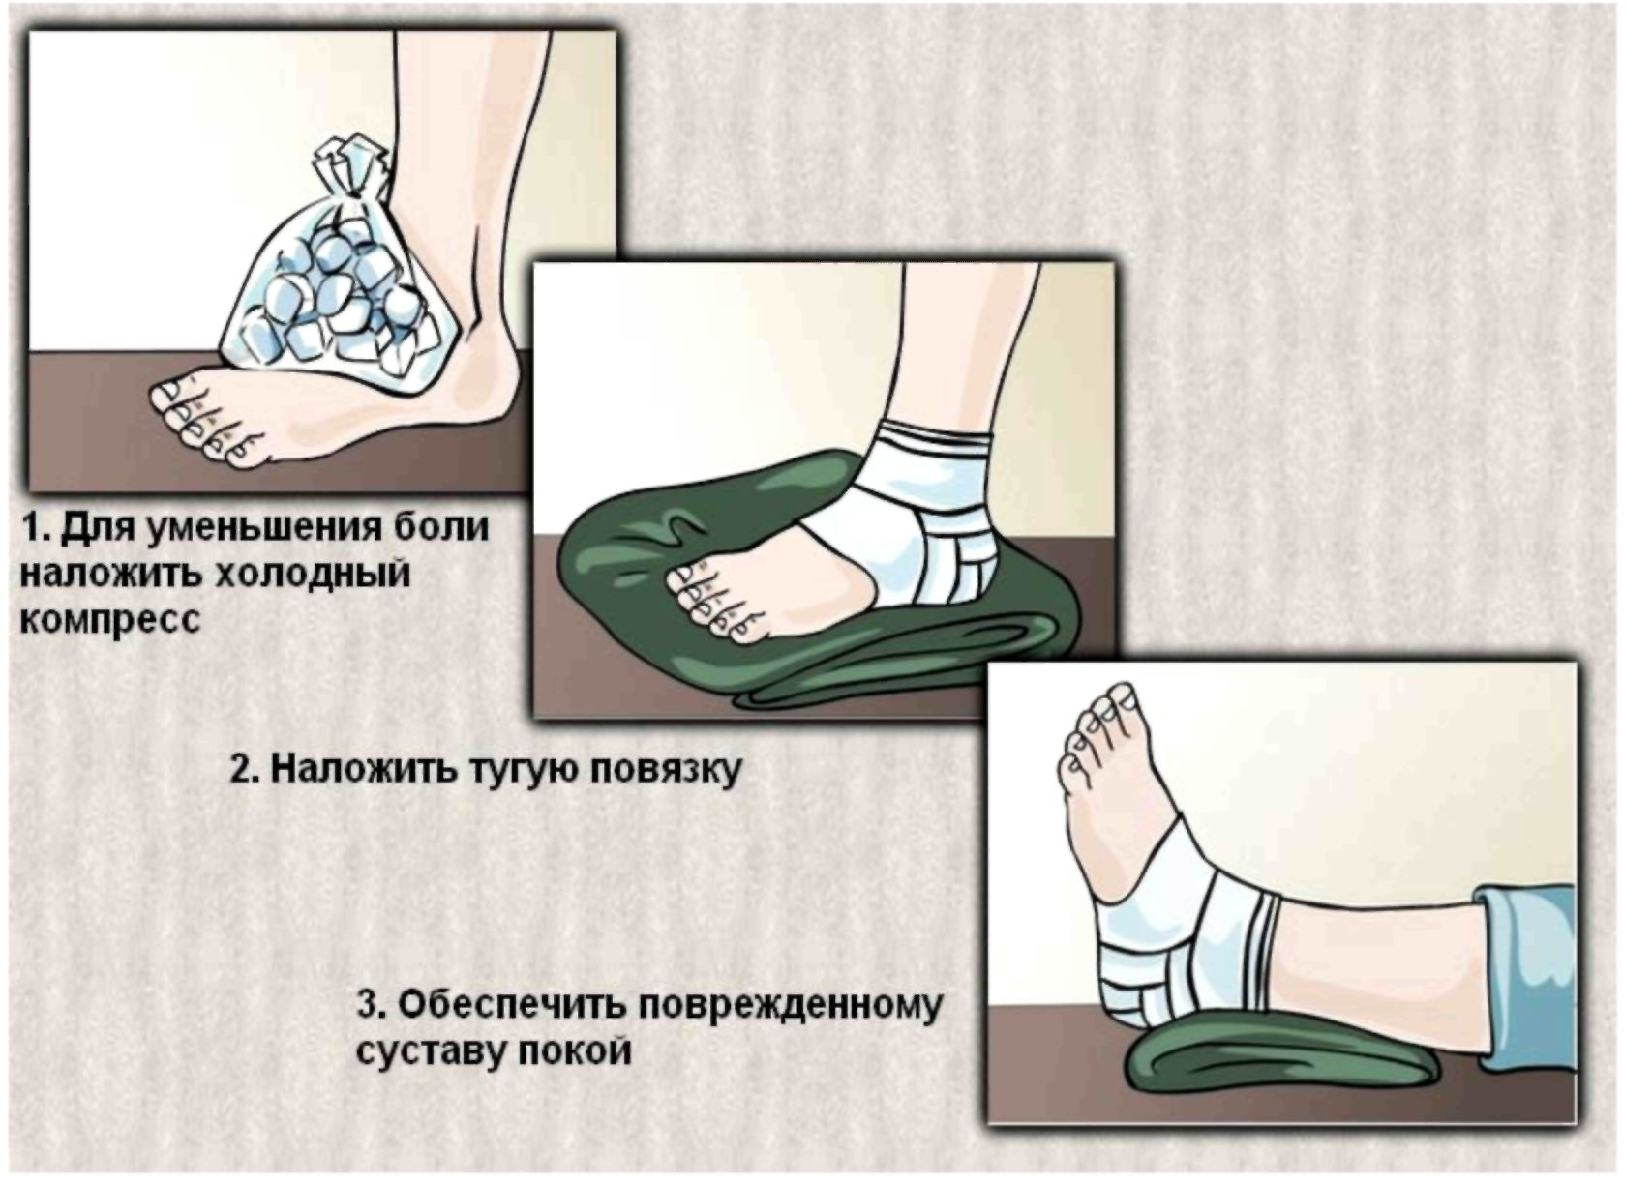 1. Для уменьшения боли
наложить холодный
компресс
2. Наложить тугую повязку
3. Обеспечить поврежденному
суставу покой